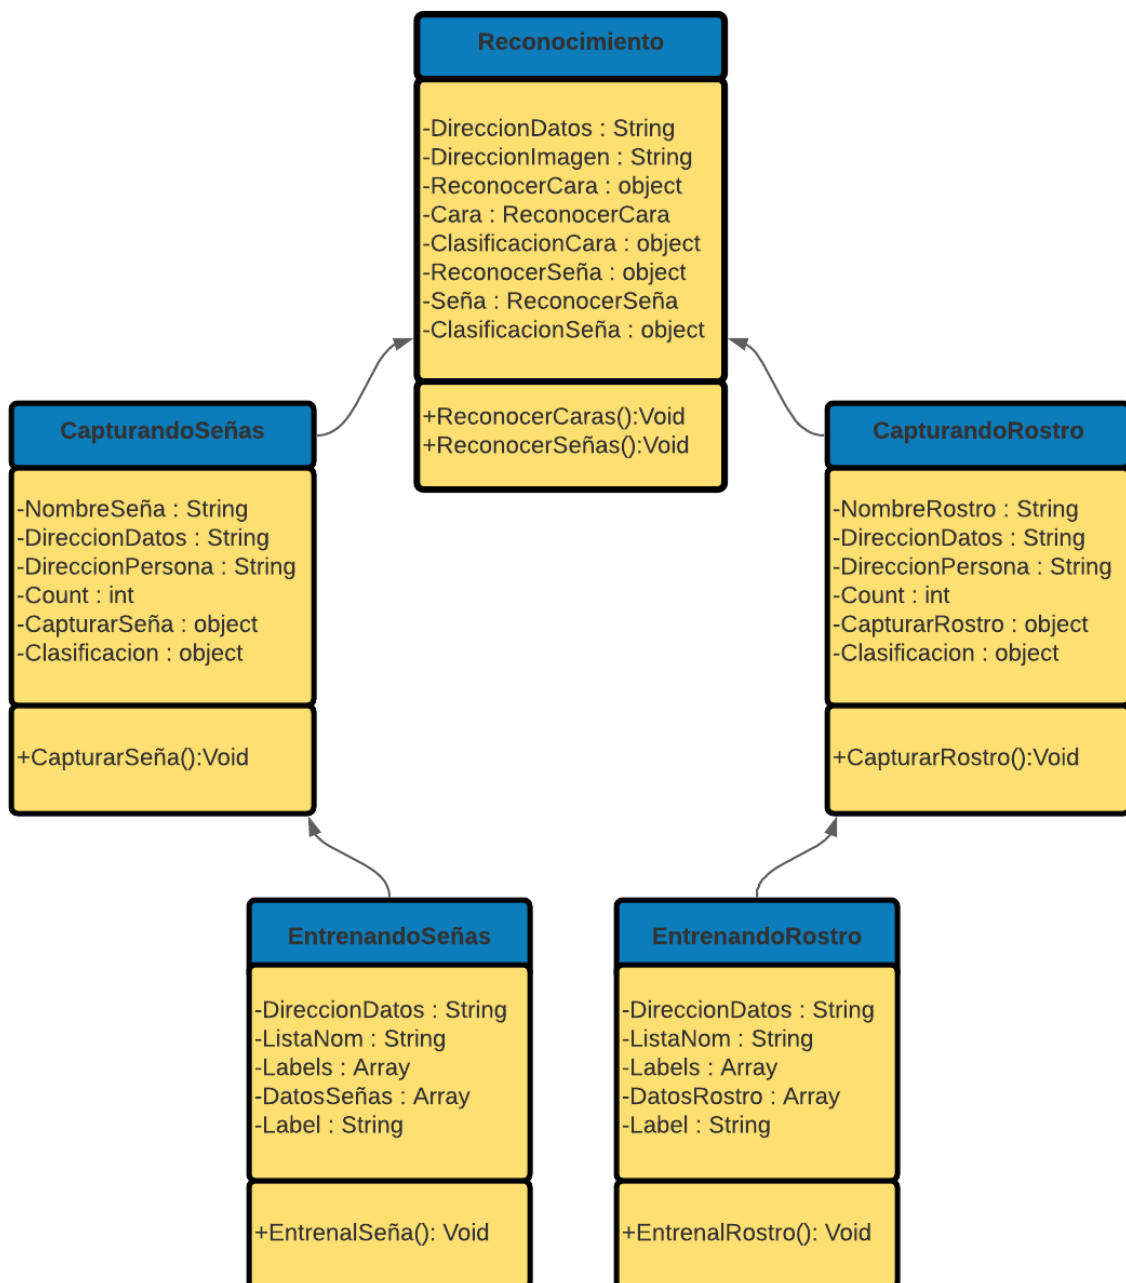 Reconocimiento
-DireccionDatos : String
-DireccionImagen : String
-ReconocerCara : object
-Cara : ReconocerCara
-ClasificacionCara : object
-ReconocerSeña : object
-Seña : ReconocerSeña
-ClasificacionSeña : object
+ReconocerCaras():Void
+ReconocerSeñas():Void
CapturandoSeñas
-NombreSeña : String
-DireccionDatos : String
-DireccionPersona : String
-Count : int
-CapturarSeña : object
-Clasificacion : object
+CapturarSeña():Void
CapturandoRostro
-NombreRostro : String
-DireccionDatos : String
-DireccionPersona : String
-Count : int
-CapturarRostro : object
-Clasificacion : object
+CapturarRostro():Void
EntrenandoSeñas
-DireccionDatos : String
-ListaNom : String
-Labels : Array
-DatosSeñas : Array
-Label : String
+EntrenalSeña(): Void
EntrenandoRostro
-DireccionDatos : String
-ListaNom : String
-Labels : Array
-DatosRostro : Array
-Label : String
+EntrenalRostro(): Void